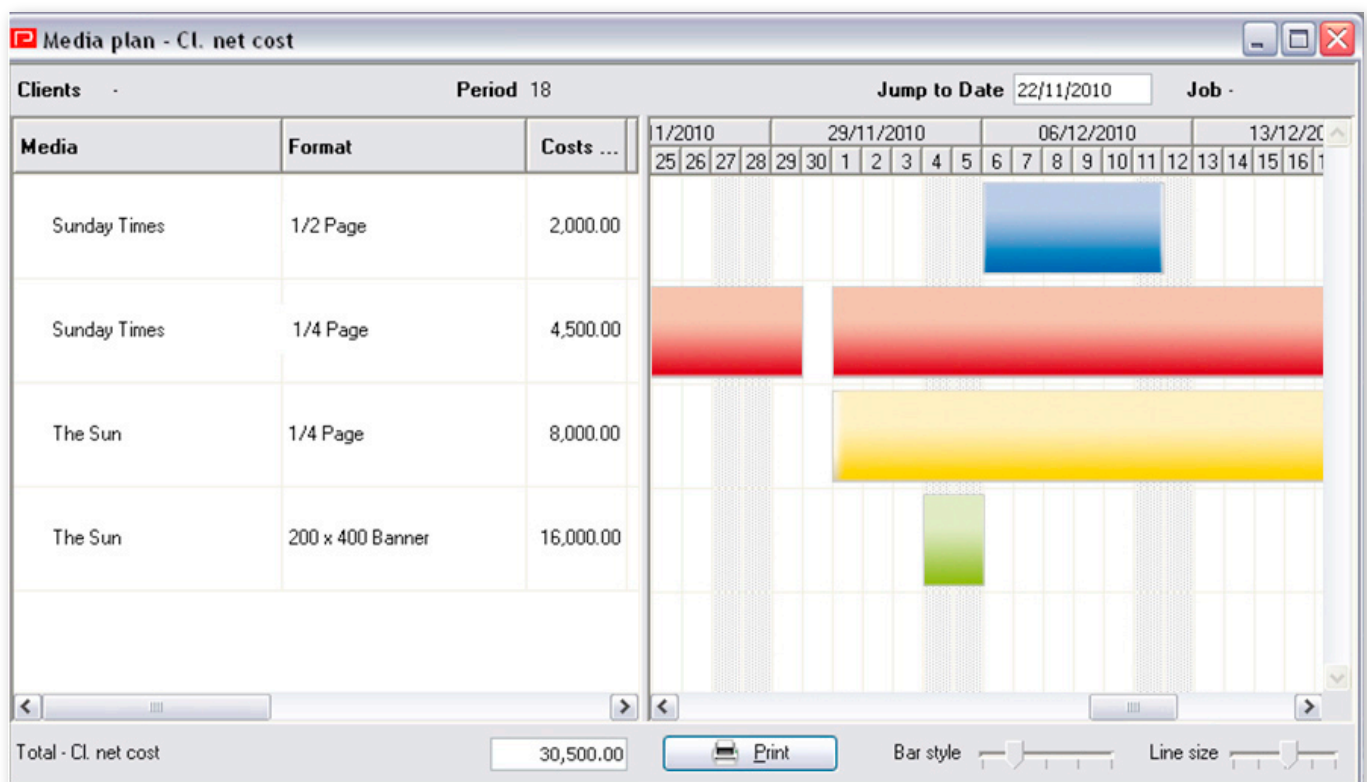 Media plan - Cl. net cost
Clients - Period 18 Jump to Date 22/11/2010 Job -
Media Format Costs ...
1/2010 29/11/2010 06/12/2010 13/12/20
25 26 27 28 29 30 1 2 3 4 5 6 7 8 9 10 11 12 13 14 15 16 1
Sunday Times 1/2 Page 2,000.00
Sunday Times 1/4 Page 4,500.00
The Sun 1/4 Page 8,000.00
The Sun 200 x 400 Banner 16,000.00
Total - Cl. net cost 30,500.00 Print Bar style Line size